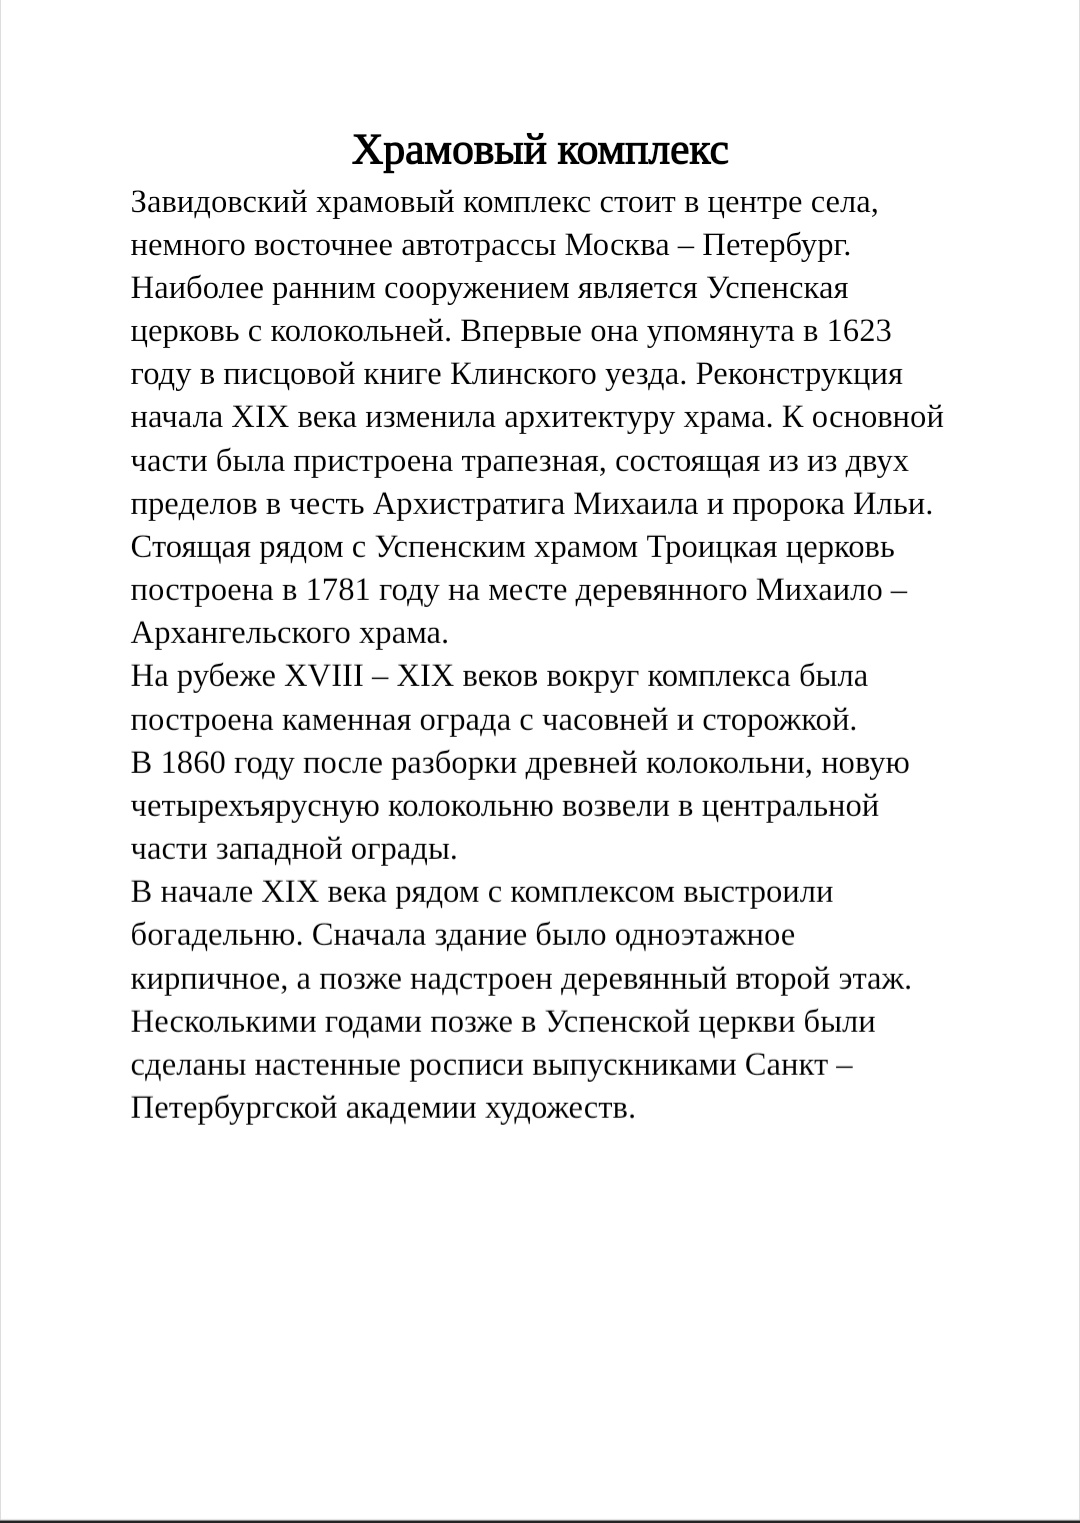 Храмовый комплекс
Завидовский храмовый комплекс стоит в центре села,
немного восточнее автотрассы Москва – Петербург.
Наиболее ранним сооружением является Успенская
церковь с колокольней. Впервые она упомянута в 1623
году в писцовой книге Клинского уезда. Реконструкция
начала XIX века изменила архитектуру храма. К основной
части была пристроена трапезная, состоящая из из двух
пределов в честь Архистратига Михаила и пророка Ильи.
Стоящая рядом с Успенским храмом Троицкая церковь
построена в 1781 году на месте деревянного Михаило –
Архангельского храма.
На рубеже XVIII – XIX веков вокруг комплекса была
построена каменная ограда с часовней и сторожкой.
В 1860 году после разборки древней колокольни, новую
четырехъярусную колокольню возвели в центральной
части западной ограды.
В начале XIX века рядом с комплексом выстроили
богадельню. Сначала здание было одноэтажное
кирпичное, а позже надстроен деревянный второй этаж.
Несколькими годами позже в Успенской церкви были
сделаны настенные росписи выпускниками Санкт –
Петербургской академии художеств.